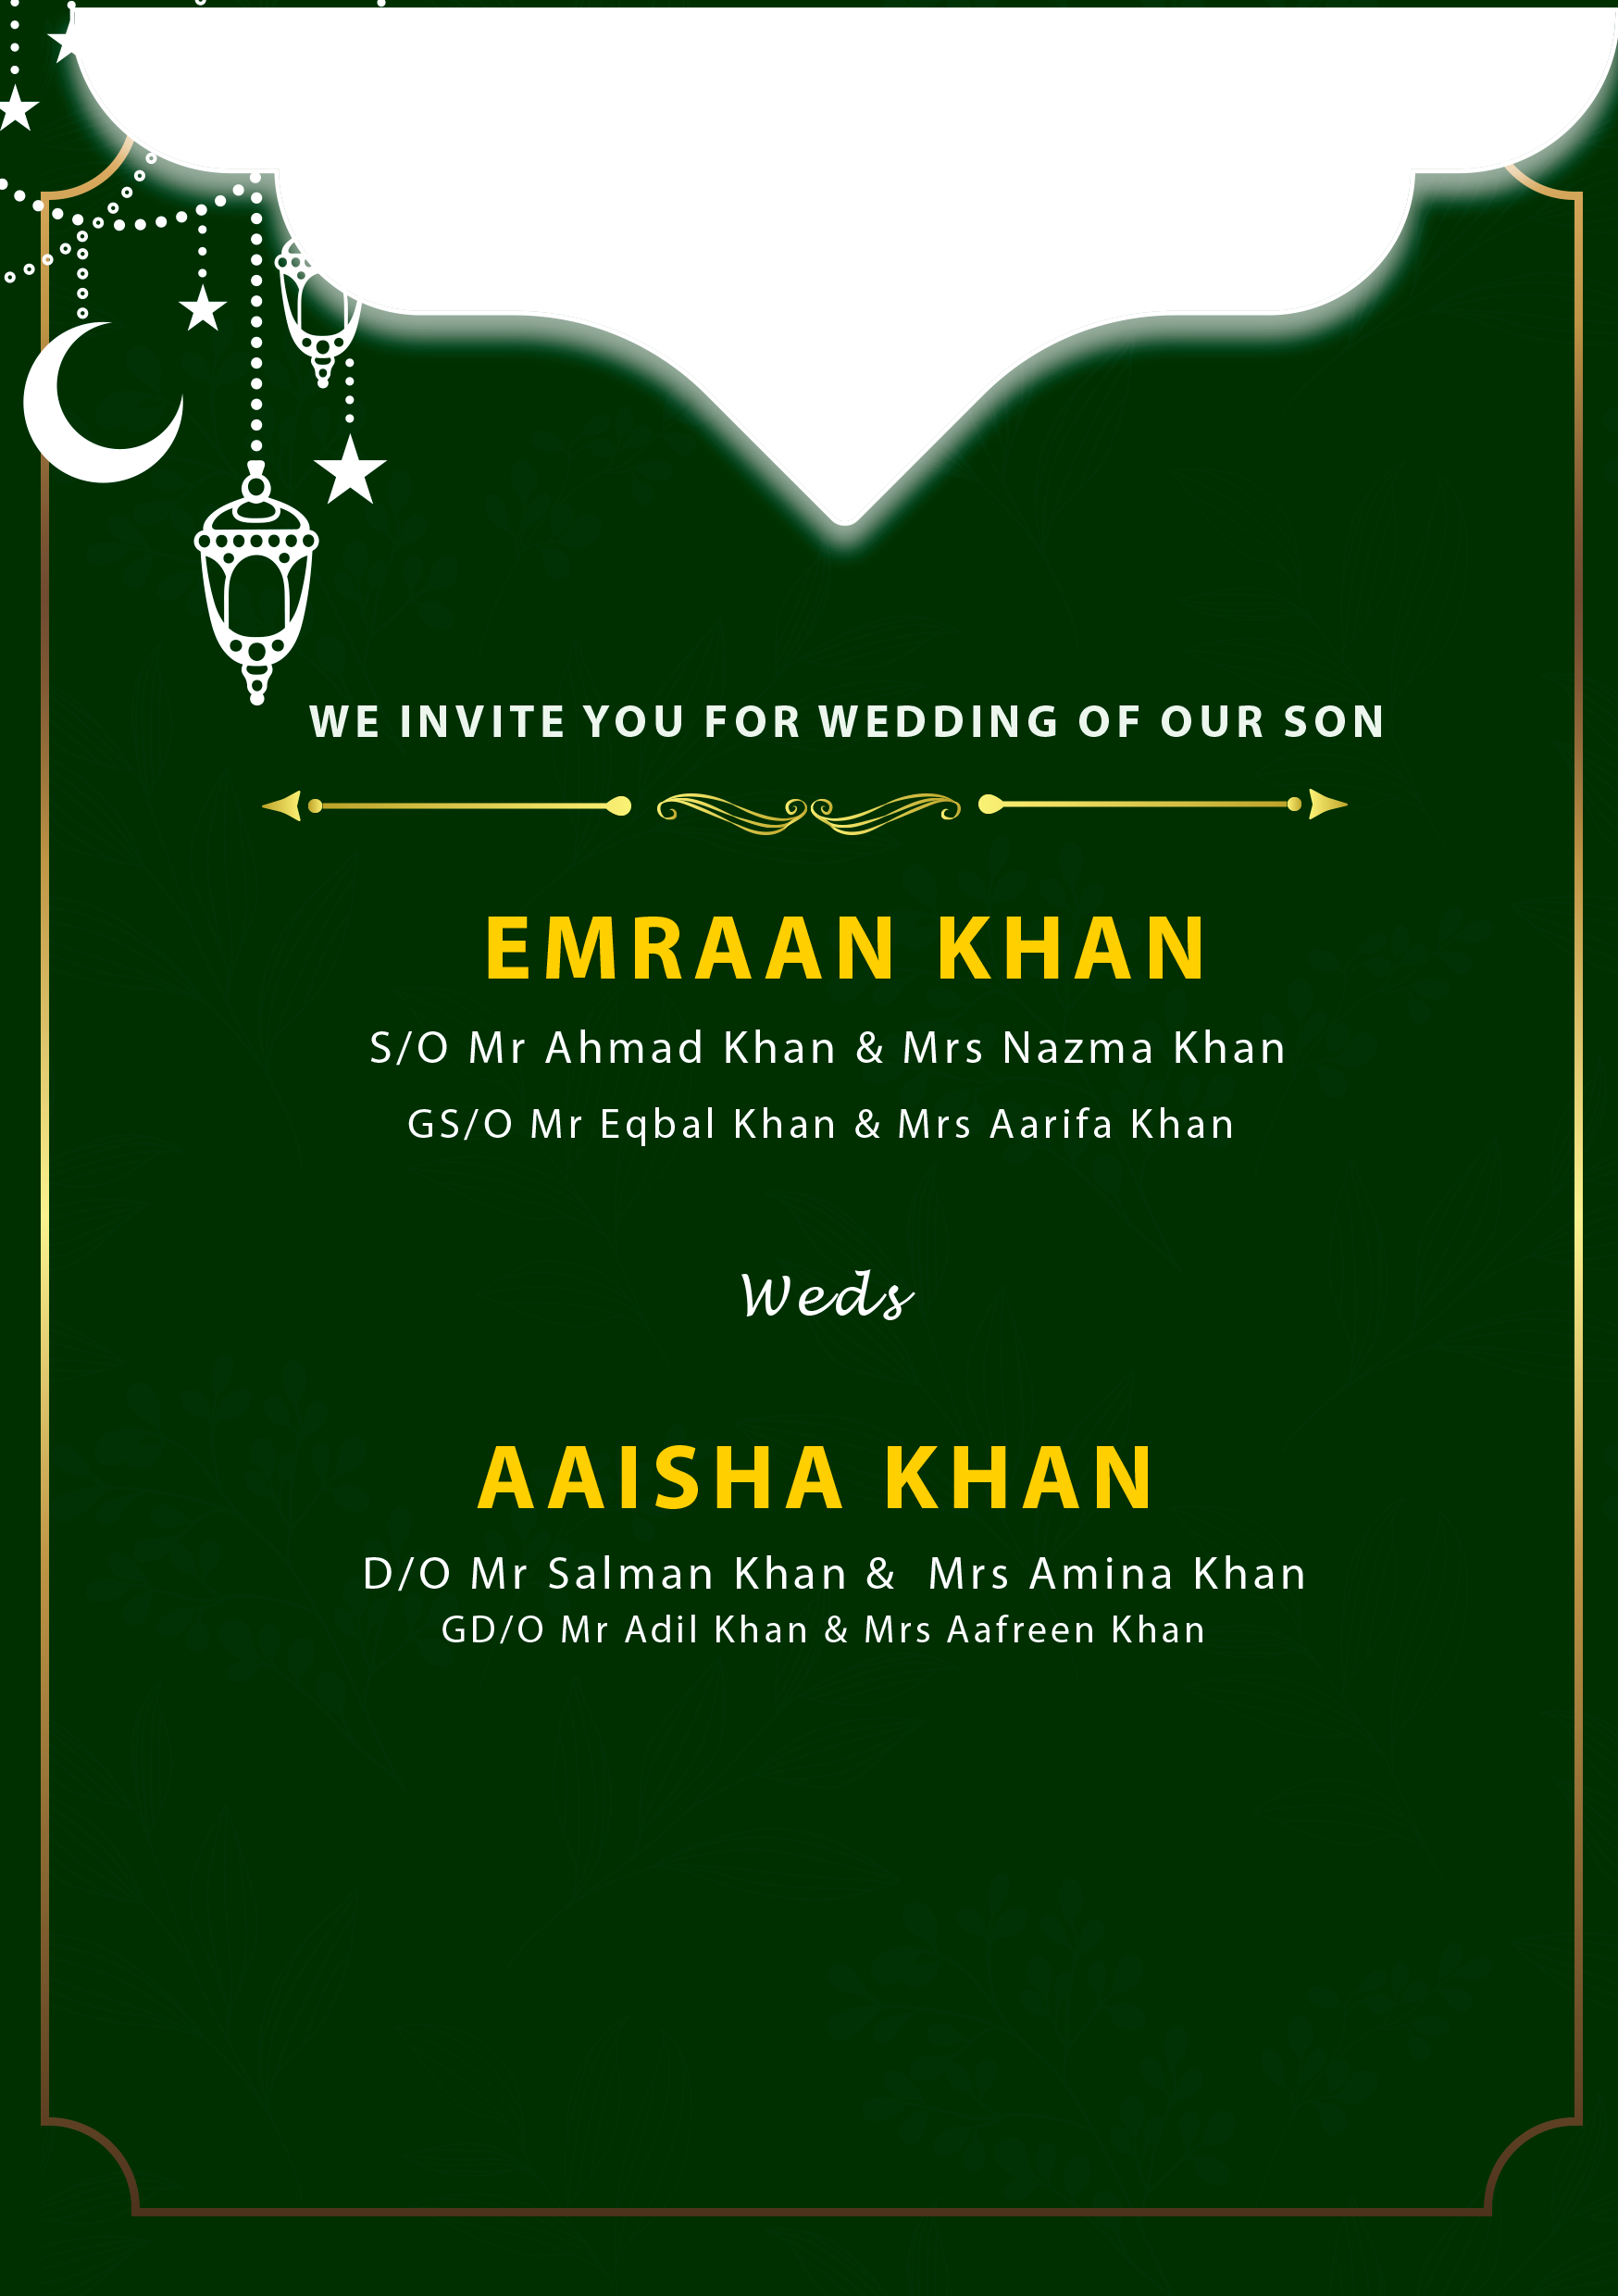 WE INVITE YOU FOR WEDDING OF OUR SON
EMRAAN KHAN
S/O Mr Ahmad Khan & Mrs Nazma Khan
GS/O Mr Eqbal Khan & Mrs Aarifa Khan
Weds
AAISHA KHAN
D/O Mr Salman Khan & Mrs Amina Khan
GD/O Mr Adil Khan & Mrs Aafreen Khan